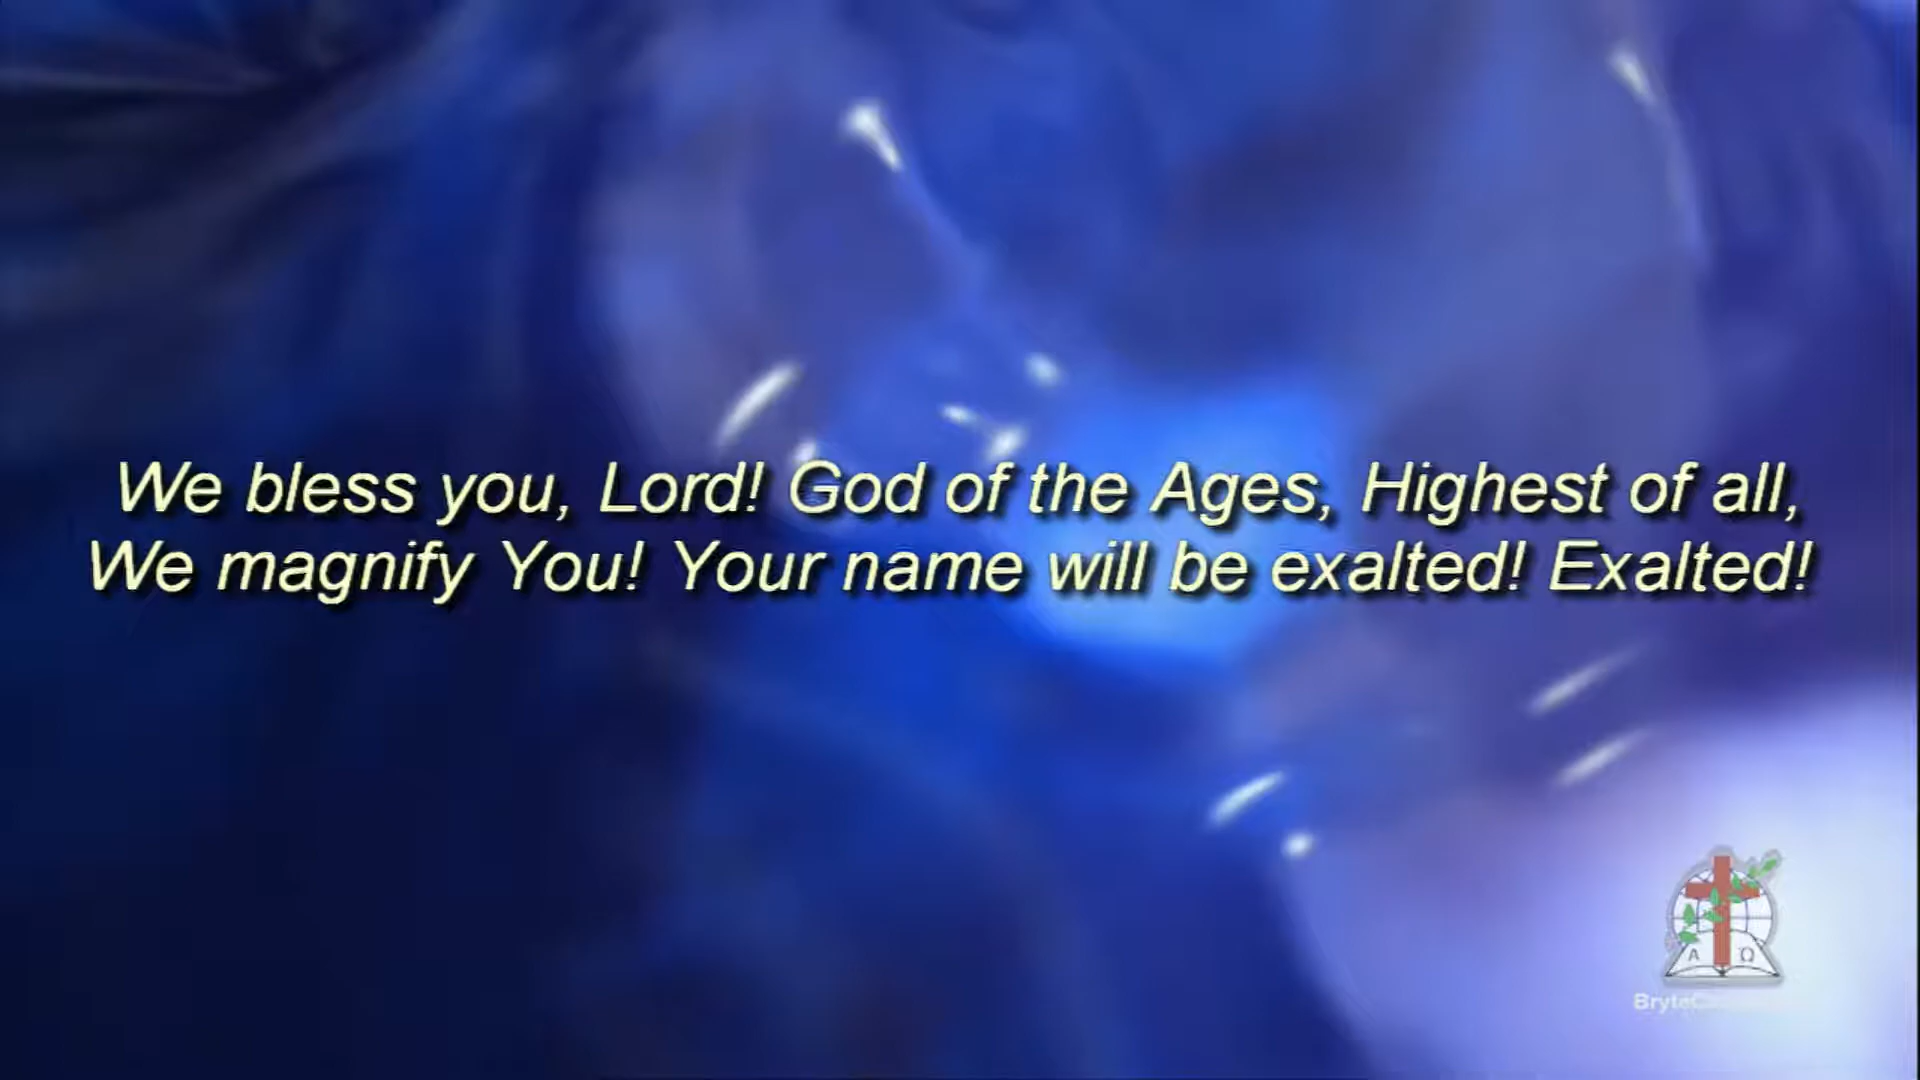 We bless you, Lord! God of the Ages, Highest of all,
We magnify You! Your name will be exalted! Exalted!
A Ω